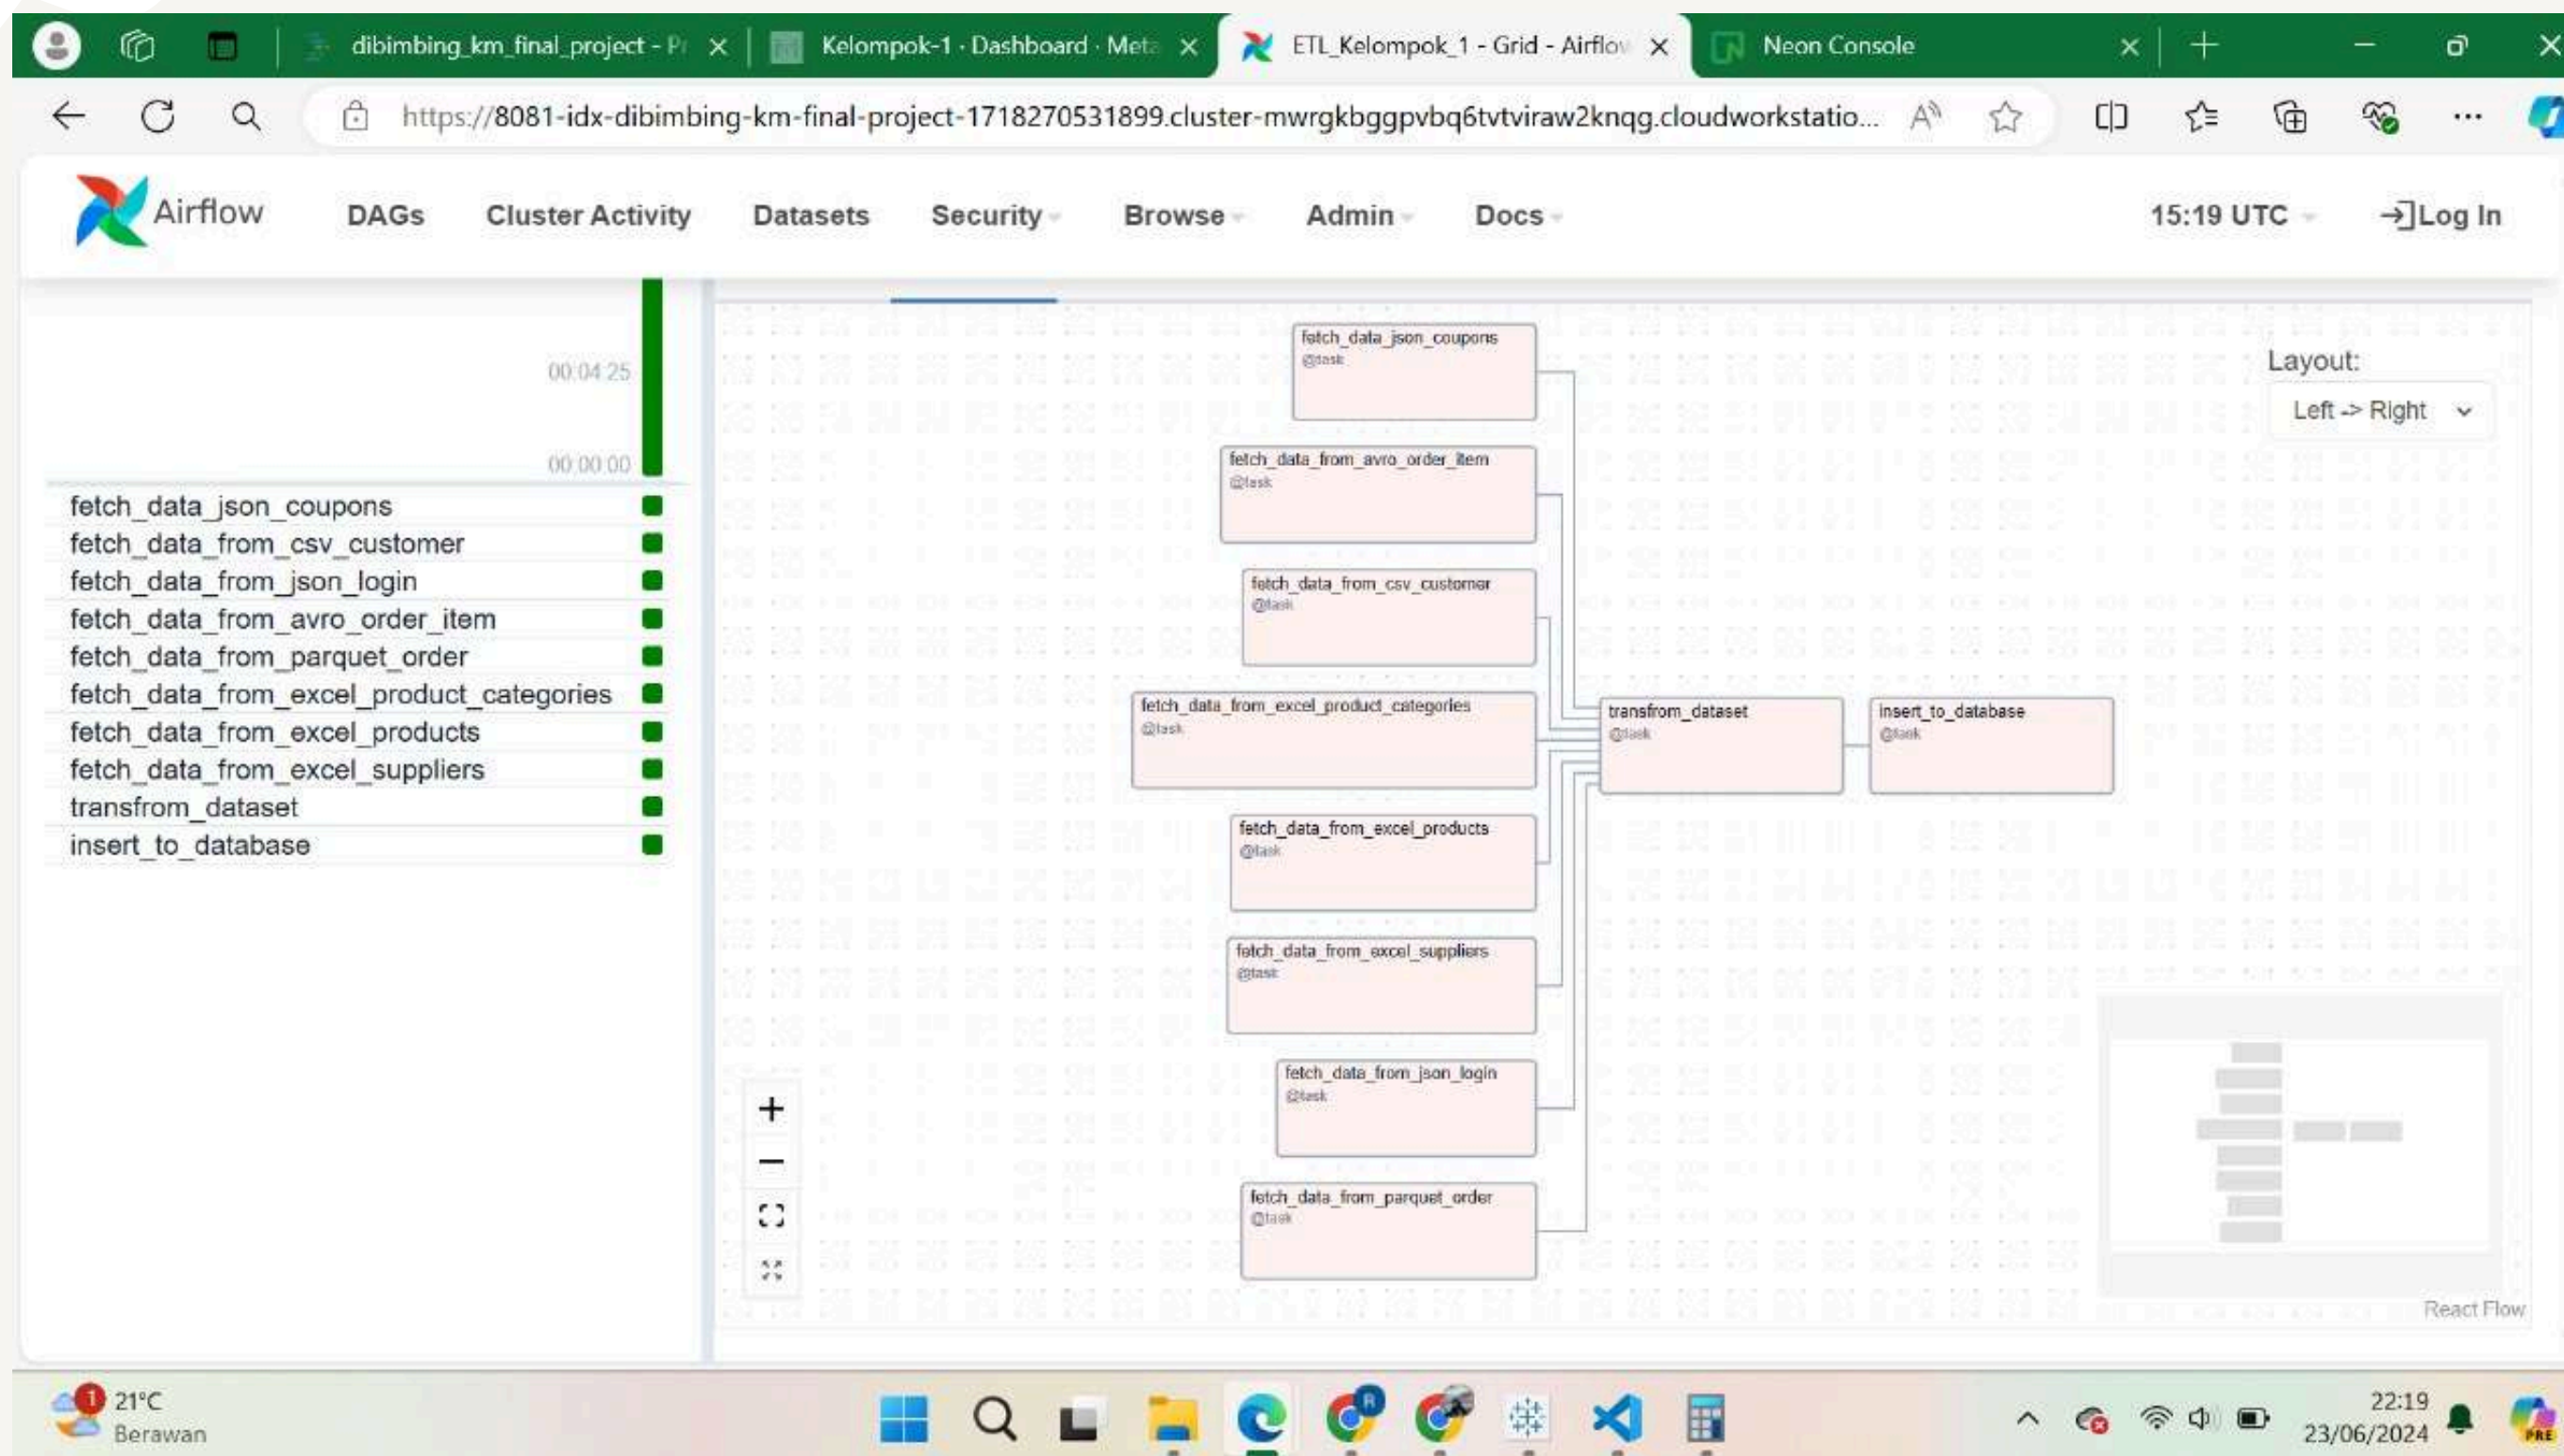 dibimbing_km_final_project - Pr
Kelompok-1 · Dashboard · Meta
ETL_Kelompok_1 - Grid - Airflow
Neon Console
https://8081-idx-dibimbing-km-final-project-1718270531899.cluster-mwrgkbggpvbq6tvtviraw2knqg.cloudworkstatio...
Airflow
DAGs
Cluster Activity
Datasets
Security
Browse
Admin
Docs
15:19 UTC
Log In
00:04:25
00:00:00
fetch_data_json_coupons
fetch_data_from_csv_customer
fetch_data_from_json_login
fetch_data_from_avro_order_item
fetch_data_from_parquet_order
fetch_data_from_excel_product_categories
fetch_data_from_excel_products
fetch_data_from_excel_suppliers
transfrom_dataset
insert_to_database
fetch_data_json_coupons
@task
fetch_data_from_avro_order_item
@task
fetch_data_from_csv_customer
@task
fetch_data_from_excel_product_categories
@task
fetch_data_from_excel_products
@task
fetch_data_from_excel_suppliers
@task
fetch_data_from_json_login
@task
fetch_data_from_parquet_order
@task
transfrom_dataset
@task
insert_to_database
@task
Layout:
Left -> Right
React Flow
1
21°C
Berawan
R
22:19
23/06/2024
PRE